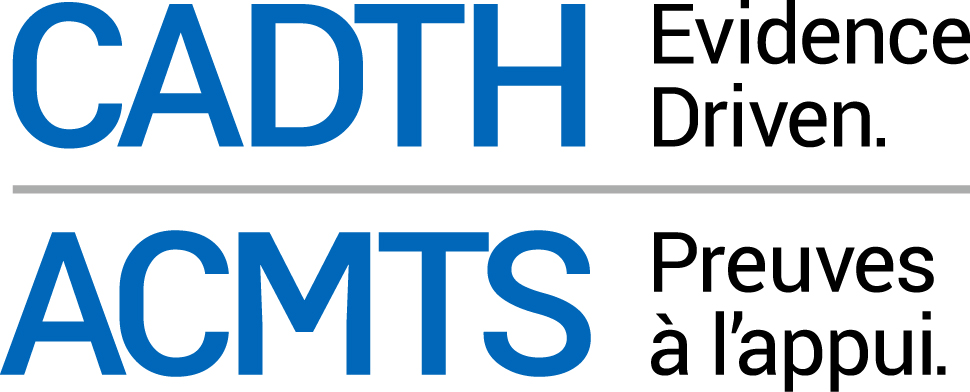 CADTH
Evidence
Driven.
ACMTS
Preuves
à l’appui.